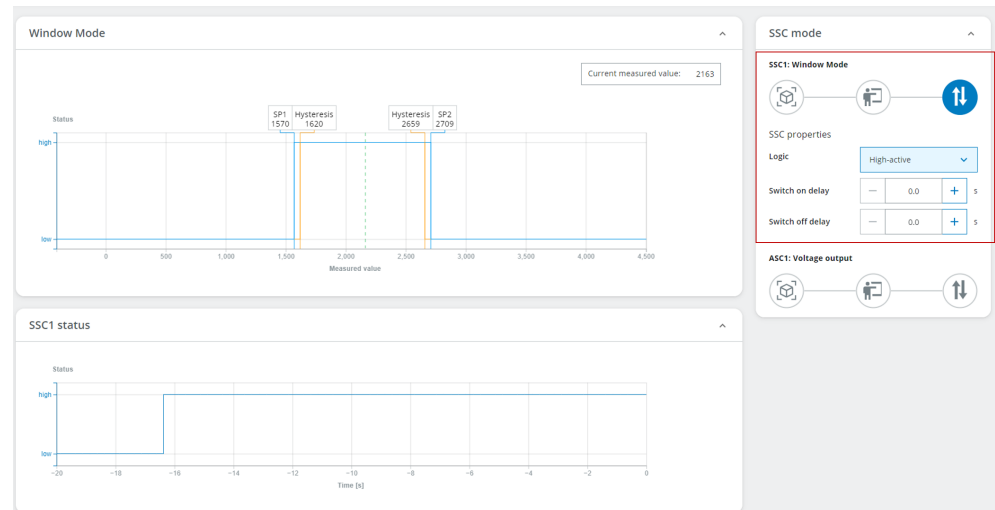 Window Mode
Current measured value: 2163
Status
SP1 Hysteresis Hysteresis SP2
1570 1620 2659 2709
high
low
0 500 1,000 1,500 2,000 2,500 3,000 3,500 4,000 4,500
Measured value
SSC1 status
Status
high
low
−20 −18 −16 −14 −12 −10 −8 −6 −4 −2 0
Time [s]
SSC mode
SSC1: Window Mode
SSC properties
Logic High-active
Switch on delay − 0.0 + s
Switch off delay − 0.0 + s
ASC1: Voltage output